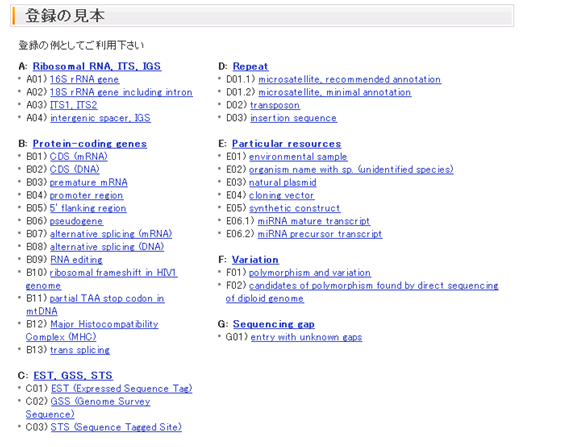 登録の見本
登録の例としてご利用下さい
A: Ribosomal RNA, ITS, IGS
A01) 16S rRNA gene
A02) 18S rRNA gene including intron
A03) ITS1, ITS2
A04) intergenic spacer, IGS
B: Protein-coding genes
B01) CDS (mRNA)
B02) CDS (DNA)
B03) premature mRNA
B04) promoter region
B05) 5' flanking region
B06) pseudogene
B07) alternative splicing (mRNA)
B08) alternative splicing (DNA)
B09) RNA editing
B10) ribosomal frameshift in HIV1
genome
B11) partial TAA stop codon in
mtDNA
B12) Major Histocompatibility
Complex (MHC)
B13) trans splicing
C: EST, GSS, STS
C01) EST (Expressed Sequence Tag)
C02) GSS (Genome Survey
Sequence)
C03) STS (Sequence Tagged Site)
D: Repeat
D01.1) microsatellite, recommended annotation
D01.2) microsatellite, minimal annotation
D02) transposon
D03) insertion sequence
E: Particular resources
E01) environmental sample
E02) organism name with sp. (unidentified species)
E03) natural plasmid
E04) cloning vector
E05) synthetic construct
E06.1) miRNA mature transcript
E06.2) miRNA precursor transcript
F: Variation
F01) polymorphism and variation
F02) candidates of polymorphism found by direct sequencing
of diploid genome
G: Sequencing gap
G01) entry with unknown gaps